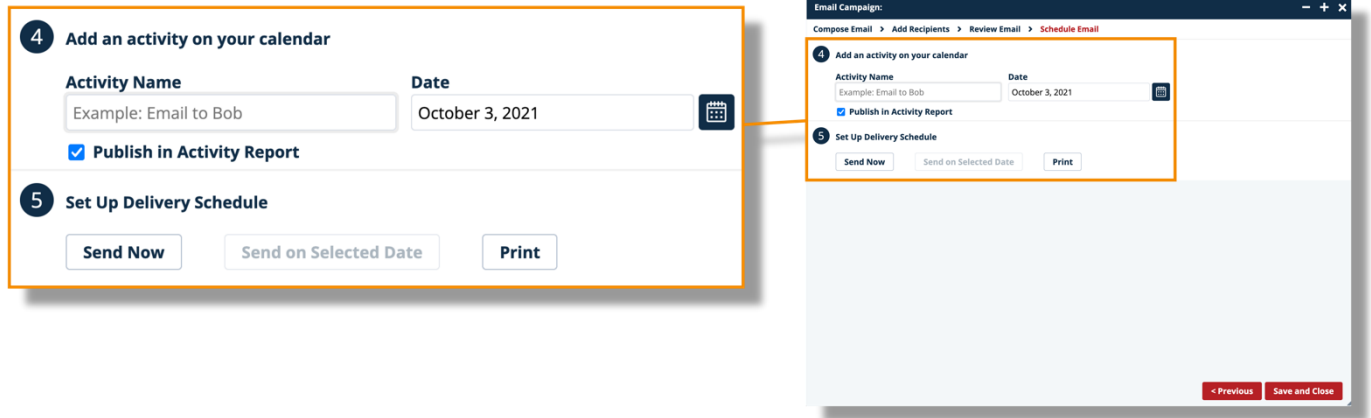 4 Add an activity on your calendar
Activity Name Date
Example: Email to Bob October 3, 2021
Publish in Activity Report
5 Set Up Delivery Schedule
Send Now Send on Selected Date Print
Email Campaign:
Compose Email > Add Recipients > Review Email > Schedule Email
4 Add an activity on your calendar
Activity Name Date
Example: Email to Bob October 3, 2021
Publish in Activity Report
5 Set Up Delivery Schedule
Send Now Send on Selected Date Print
< Previous Save and Close